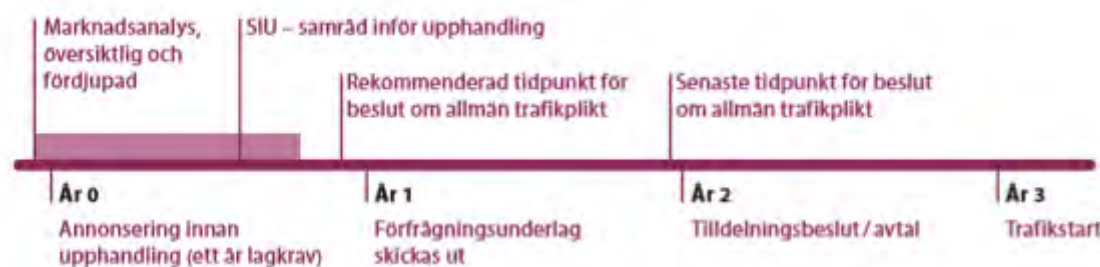 Marknadsanalys,
översiktlig och
fördjupad
SIU – samråd inför upphandling
Rekommenderad tidpunkt för
beslut om allmän trafikplikt
Senaste tidpunkt för beslut
om allmän trafikplikt
År 0
Annonsering innan
upphandling (ett år lagkrav)
År 1
Förfrågningsunderlag
skickas ut
År 2
Tilldelningsbeslut/avtal
År 3
Trafikstart